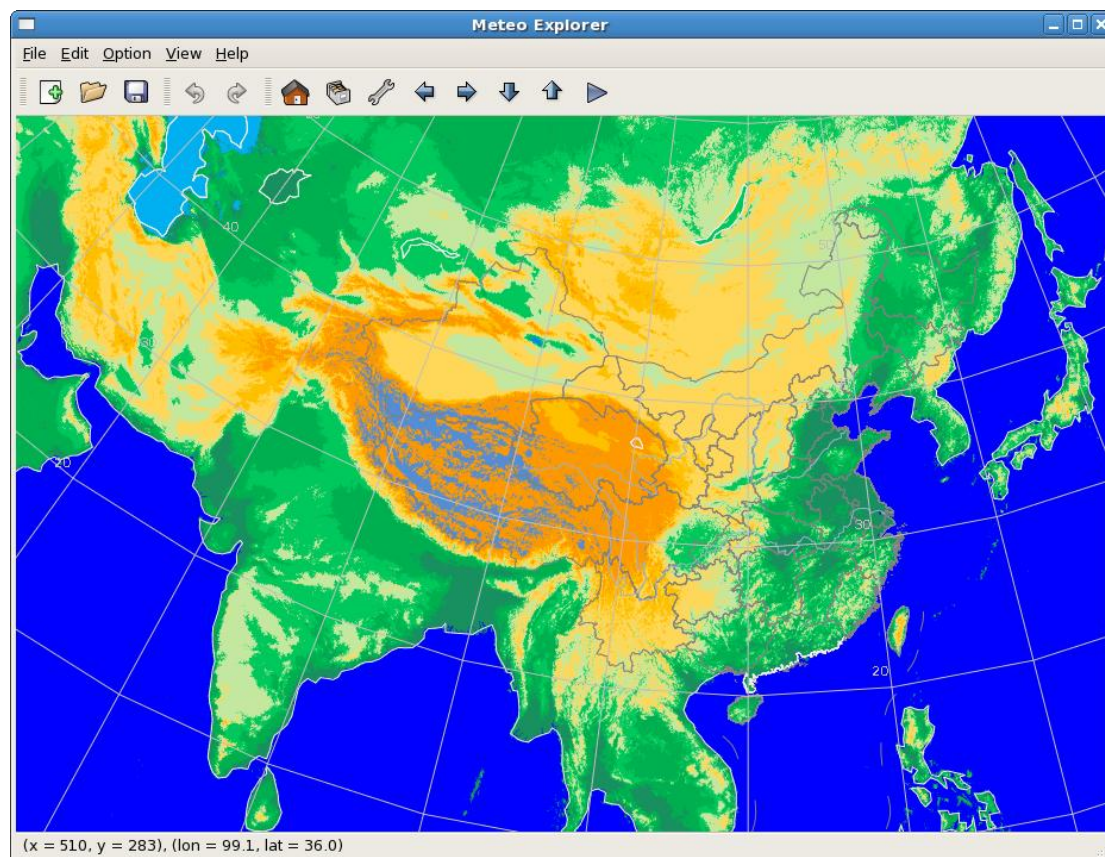 Meteo Explorer
File Edit Option View Help
40
30
20
30
20
(x = 510, y = 283), (lon = 99.1, lat = 36.0)